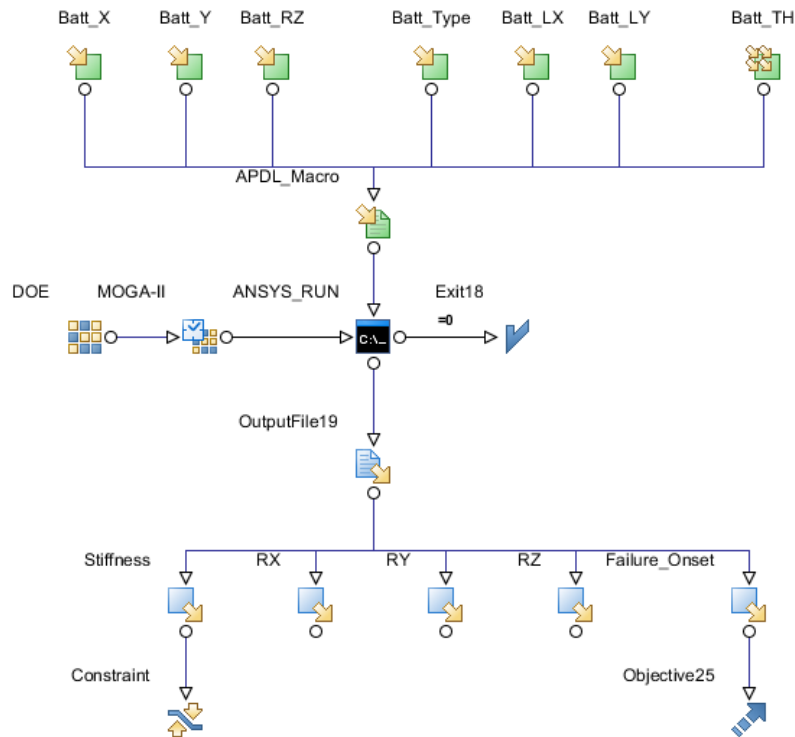 Batt_X Batt_Y Batt_RZ Batt_Type Batt_LX Batt_LY Batt_TH
APDL_Macro
DOE MOGA-II ANSYS_RUN Exit18
=0
C:\_
OutputFile19
Stiffness RX RY RZ Failure_Onset
Constraint Objective25